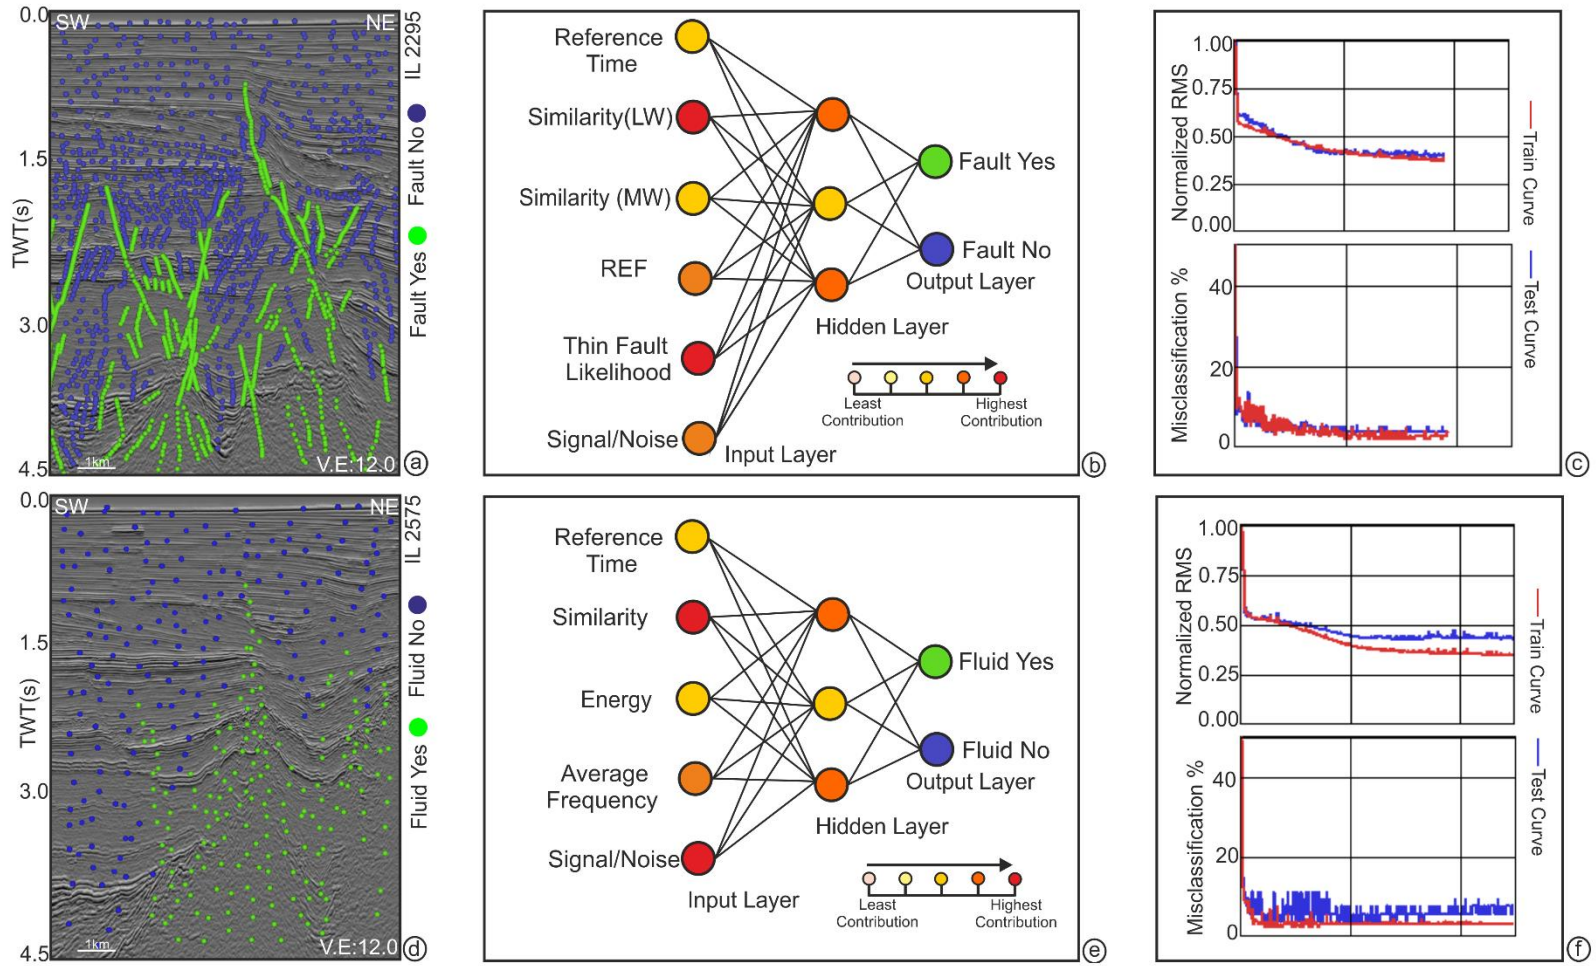 0.0
SW
NE
1.5
TWT(s)
3.0
4.5
1km
V.E:12.0
a
IL 2295
Fault No
Fault Yes
Reference
Time
Similarity(LW)
Similarity (MW)
REF
Thin Fault
Likelihood
Signal/Noise
Input Layer
Hidden Layer
Fault Yes
Fault No
Output Layer
Least
Contribution
Highest
Contribution
b
1.00
0.75
0.50
0.25
0.00
Normalized RMS
40
20
0
Misclassification %
Train Curve
Test Curve
c
0.0
SW
NE
1.5
TWT(s)
3.0
4.5
1km
V.E:12.0
d
IL 2575
Fluid No
Fluid Yes
Reference
Time
Similarity
Energy
Average
Frequency
Signal/Noise
Input Layer
Hidden Layer
Fluid Yes
Fluid No
Output Layer
Least
Contribution
Highest
Contribution
e
1.00
0.75
0.50
0.25
0.00
Normalized RMS
40
20
0
Misclassification %
Train Curve
Test Curve
f